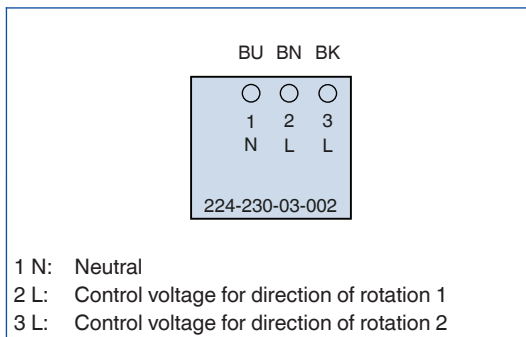 BU BN BK
1 2 3
N L L
224-230-03-002
1 N: Neutral
2 L: Control voltage for direction of rotation 1
3 L: Control voltage for direction of rotation 2